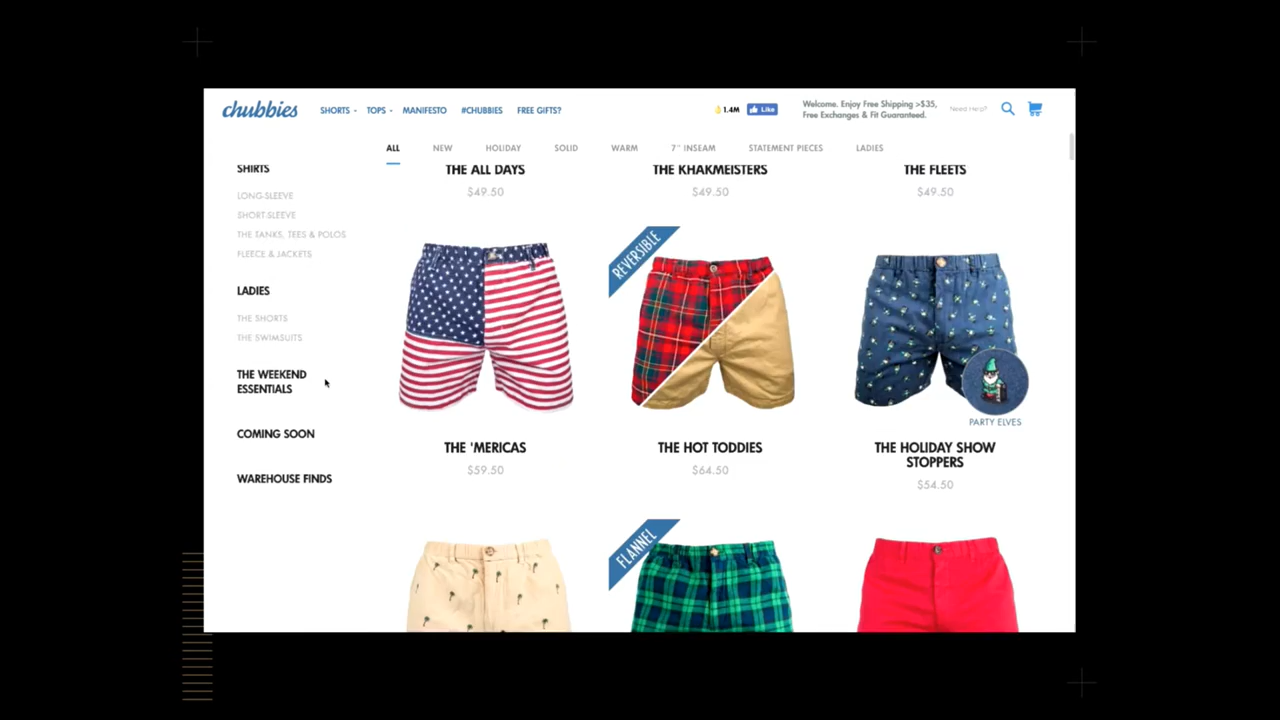 chubbies
SHORTS
TOPS
MANIFESTO
#CHUBBIES
FREE GIFTS?
👌1.4M
Like
Welcome. Enjoy Free Shipping >$35,
Free Exchanges & Fit Guaranteed.
Need Help?
ALL
NEW
HOLIDAY
SOLID
WARM
7" INSEAM
STATEMENT PIECES
LADIES
SHIRTS
LONG-SLEEVE
SHORT-SLEEVE
THE TANKS, TEES & POLOS
FLEECE & JACKETS
LADIES
THE SHORTS
THE SWIMSUITS
THE WEEKEND
ESSENTIALS
COMING SOON
WAREHOUSE FINDS
THE ALL DAYS
$49.50
THE KHAKMEISTERS
$49.50
THE FLEETS
$49.50
THE 'MERICAS
$59.50
REVERSIBLE
THE HOT TODDIES
$64.50
PARTY ELVES
THE HOLIDAY SHOW
STOPPERS
$54.50
FLANNEL